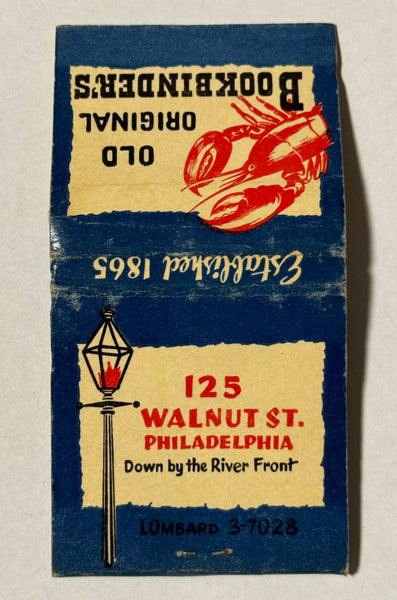 OLD
ORIGINAL
BOOKBINDER'S
Established 1865
125
WALNUT ST.
PHILADELPHIA
Down by the River Front
LOMBARD 3-7028